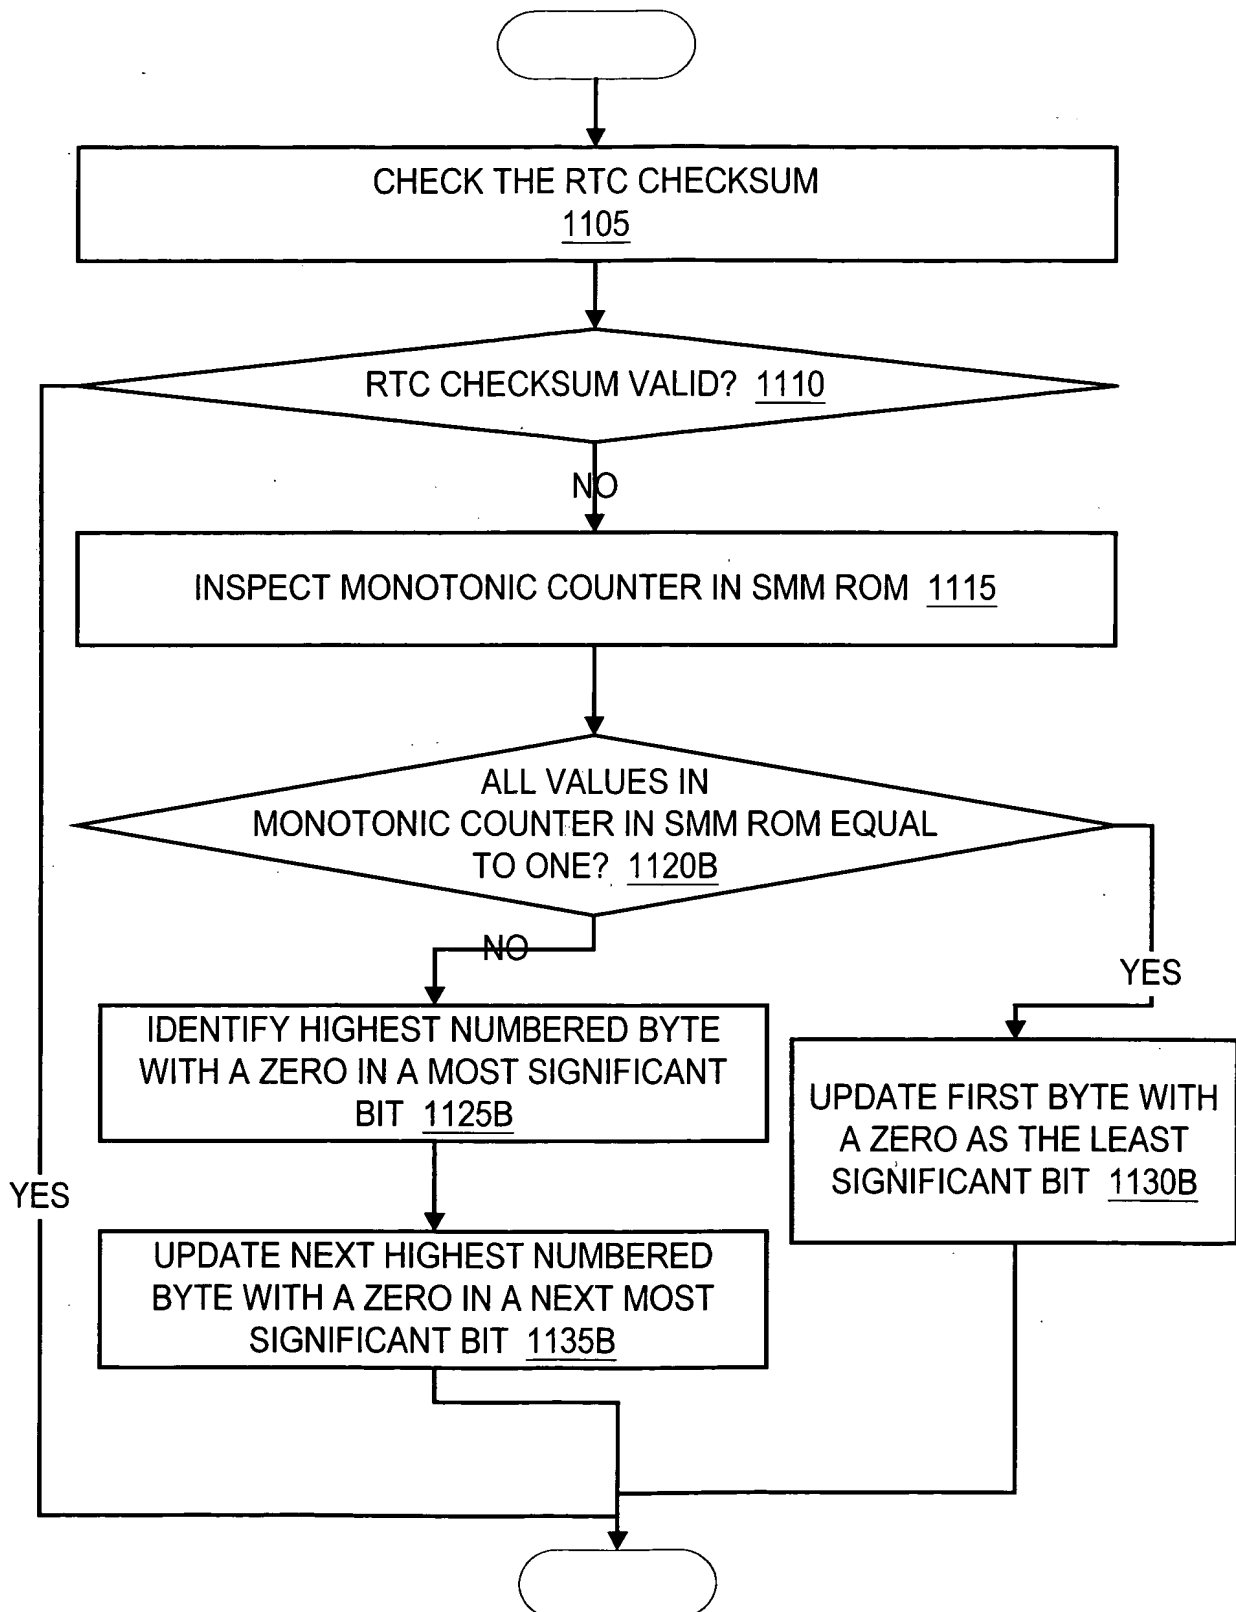 CHECK THE RTC CHECKSUM
1105
RTC CHECKSUM VALID? 1110
NO
INSPECT MONOTONIC COUNTER IN SMM ROM 1115
ALL VALUES IN
MONOTONIC COUNTER IN SMM ROM EQUAL
TO ONE? 1120B
NO
YES
IDENTIFY HIGHEST NUMBERED BYTE
WITH A ZERO IN A MOST SIGNIFICANT
BIT 1125B
UPDATE FIRST BYTE WITH
A ZERO AS THE LEAST
SIGNIFICANT BIT 1130B
YES
UPDATE NEXT HIGHEST NUMBERED
BYTE WITH A ZERO IN A NEXT MOST
SIGNIFICANT BIT 1135B